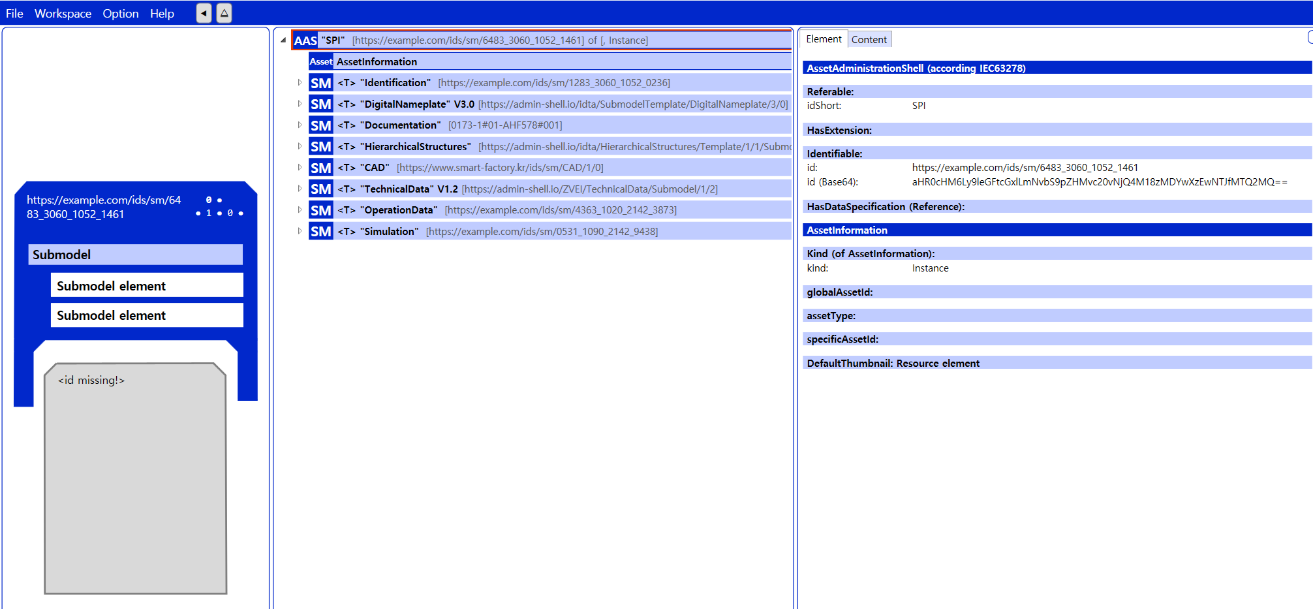 File Workspace Option Help
https://example.com/ids/sm/64
83_3060_1052_1461
0
1 0
Submodel
Submodel element
Submodel element
<id missing!>
AAS "SPI" [https://example.com/ids/sm/6483_3060_1052_1461] of [, Instance]
Asset AssetInformation
SM <T> "Identification" [https://example.com/ids/sm/1283_3060_1052_0236]
SM <T> "DigitalNameplate" V3.0 [https://admin-shell.io/idta/SubmodelTemplate/DigitalNameplate/3/0]
SM <T> "Documentation" [0173-1#01-AHF578#001]
SM <T> "HierarchicalStructures" [https://admin-shell.io/idta/HierarchicalStructures/Template/1/1/Submo
SM <T> "CAD" [https://www.smart-factory.kr/ids/sm/CAD/1/0]
SM <T> "TechnicalData" V1.2 [https://admin-shell.io/ZVEI/TechnicalData/Submodel/1/2]
SM <T> "OperationData" [https://example.com/ids/sm/4363_1020_2142_3873]
SM <T> "Simulation" [https://example.com/ids/sm/0531_1090_2142_9438]
Element Content
AssetAdministrationShell (according IEC63278)
Referable:
idShort: SPI
HasExtension:
Identifiable:
id: https://example.com/ids/sm/6483_3060_1052_1461
id (Base64): aHR0cHM6Ly9leGFtcGxlLmNvbS9pZHMvc20vNjQ4M18zMDYwXzEwNTJfMTQ2MQ==
HasDataSpecification (Reference):
AssetInformation
Kind (of AssetInformation):
kind: Instance
globalAssetId:
assetType:
specificAssetId:
DefaultThumbnail: Resource element